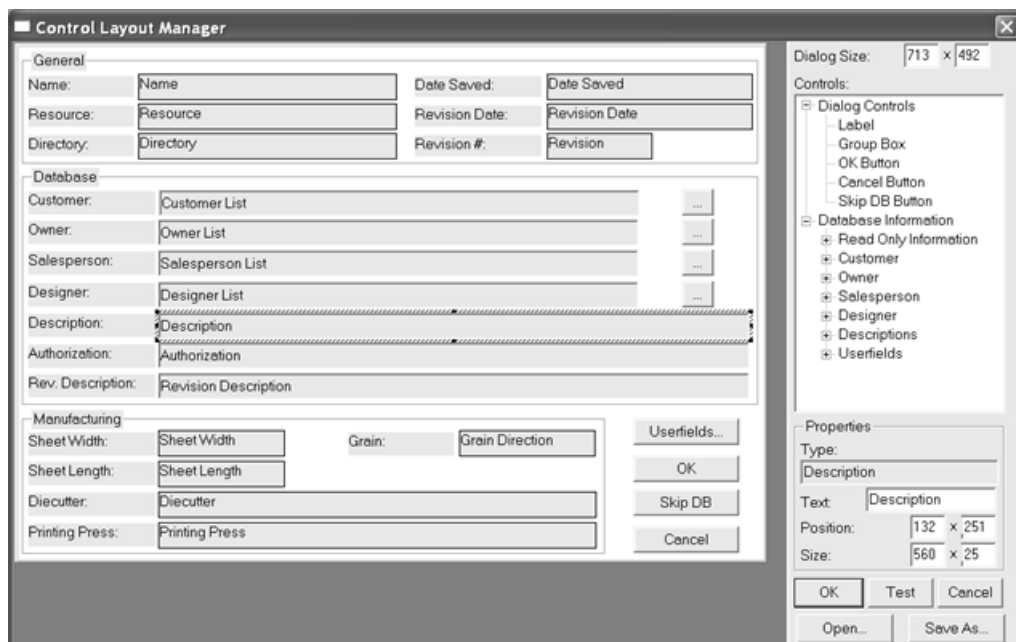 Control Layout Manager
General
Name: Name Date Saved: Date Saved
Resource: Resource Revision Date: Revision Date
Directory: Directory Revision #: Revision
Database
Customer: Customer List ...
Owner: Owner List ...
Salesperson: Salesperson List ...
Designer: Designer List ...
Description: Description
Authorization: Authorization
Rev. Description: Revision Description
Manufacturing
Sheet Width: Sheet Width Grain: Grain Direction
Sheet Length: Sheet Length
Diecutter: Diecutter
Printing Press: Printing Press
Userfields...
OK
Skip DB
Cancel
Dialog Size: 713 x 492
Controls:
Dialog Controls
Label
Group Box
OK Button
Cancel Button
Skip DB Button
Database Information
Read Only Information
Customer
Owner
Salesperson
Designer
Descriptions
Userfields
Properties
Type:
Description
Text: Description
Position: 132 x 251
Size: 560 x 25
OK Test Cancel
Open... Save As...